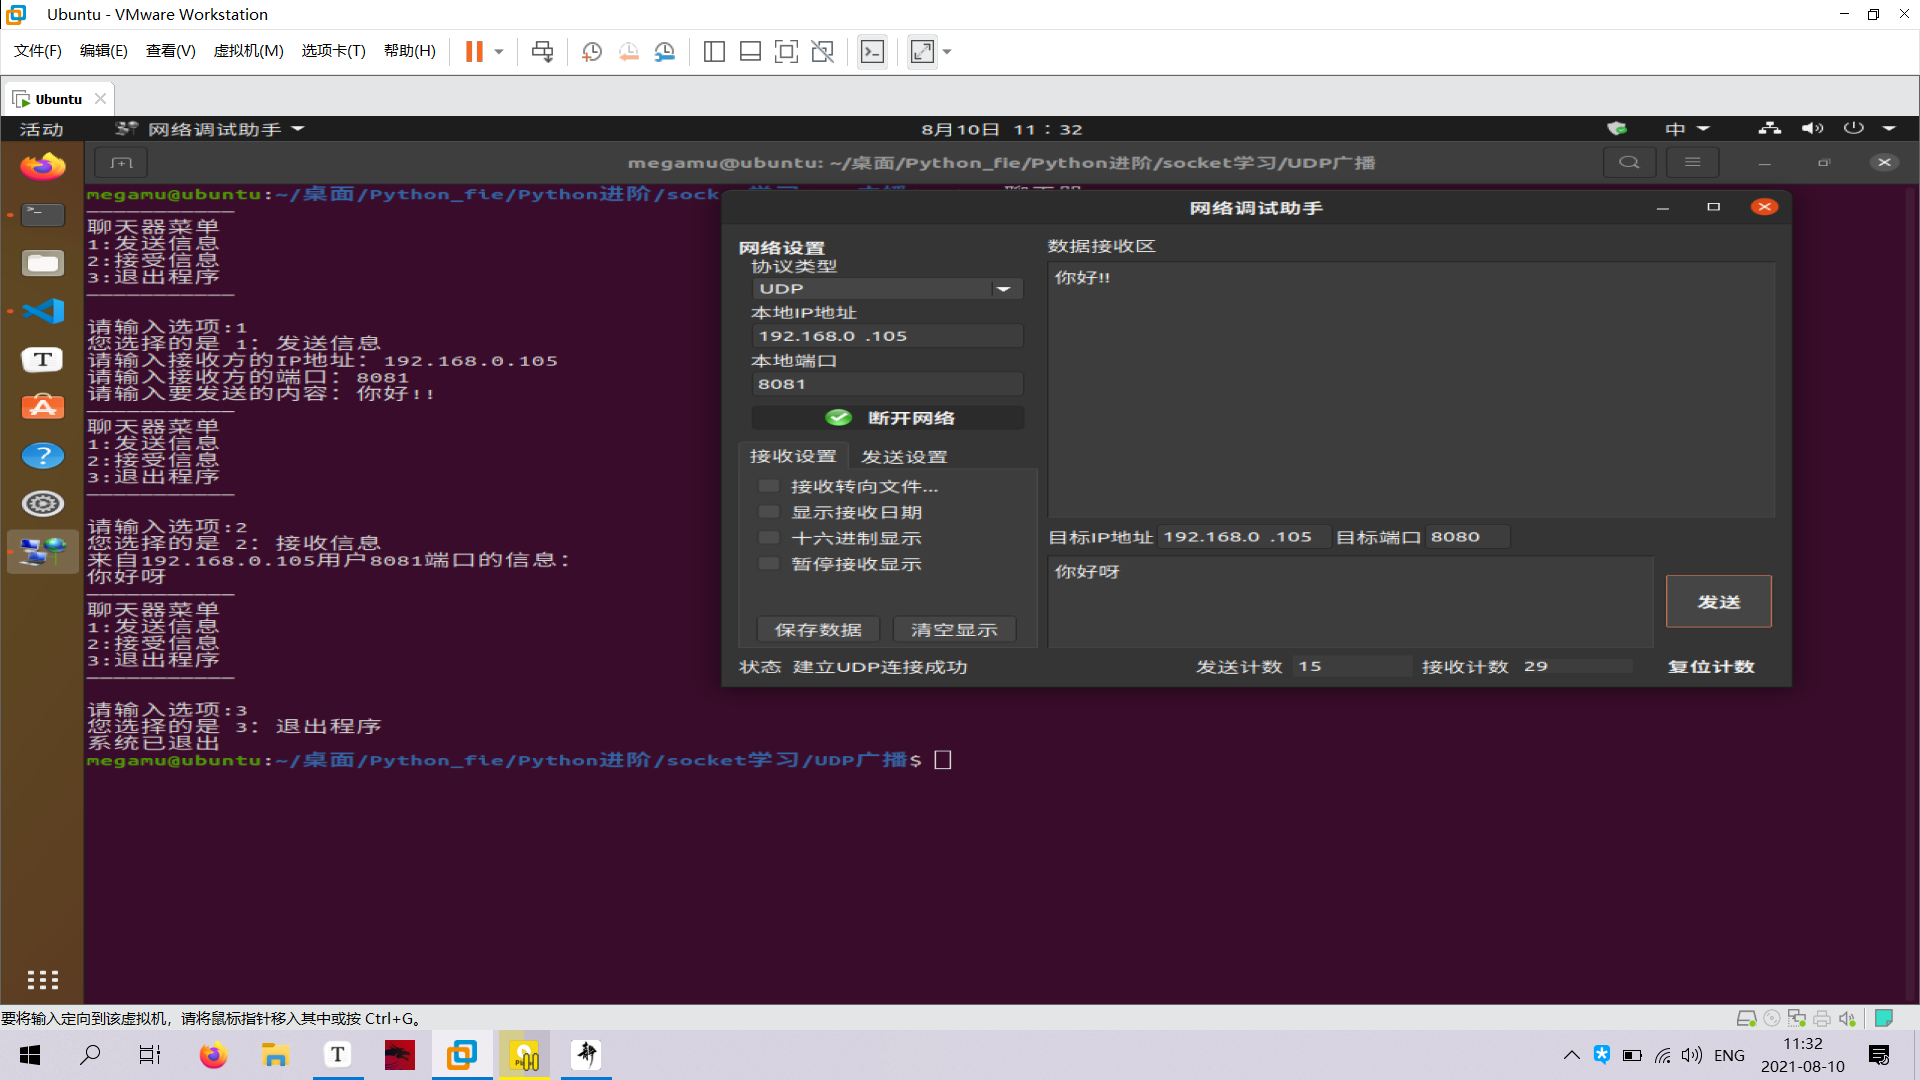 Ubuntu - VMware Workstation
文件(F) 编辑(E) 查看(V) 虚拟机(M) 选项卡(T) 帮助(H)
Ubuntu
活动 网络调试助手 8月10日 11：32 中
megamu@ubuntu: ~/桌面/Python_fie/Python进阶/socket学习/UDP广播
megamu@ubuntu:~/桌面/Python_fie/Python进阶/sock
___________
聊天器菜单
1:发送信息
2:接受信息
3:退出程序
___________
请输入选项:1
您选择的是 1: 发送信息
请输入接收方的IP地址: 192.168.0.105
请输入接收方的端口: 8081
请输入要发送的内容: 你好!!
___________
聊天器菜单
1:发送信息
2:接受信息
3:退出程序
___________
请输入选项:2
您选择的是 2: 接收信息
来自192.168.0.105用户8081端口的信息:
你好呀
___________
聊天器菜单
1:发送信息
2:接受信息
3:退出程序
___________
请输入选项:3
您选择的是 3: 退出程序
系统已退出
megamu@ubuntu:~/桌面/Python_fie/Python进阶/socket学习/UDP广播$
网络调试助手
网络设置
协议类型
UDP
本地IP地址
192.168.0 .105
本地端口
8081
断开网络
接收设置 发送设置
接收转向文件...
显示接收日期
十六进制显示
暂停接收显示
保存数据 清空显示
数据接收区
你好!!
目标IP地址 192.168.0 .105 目标端口 8080
你好呀
发送
状态 建立UDP连接成功 发送计数 15 接收计数 29 复位计数
要将输入定向到该虚拟机，请将鼠标指针移入其中或按 Ctrl+G。
T
T 静 ENG 11:32
2021-08-10